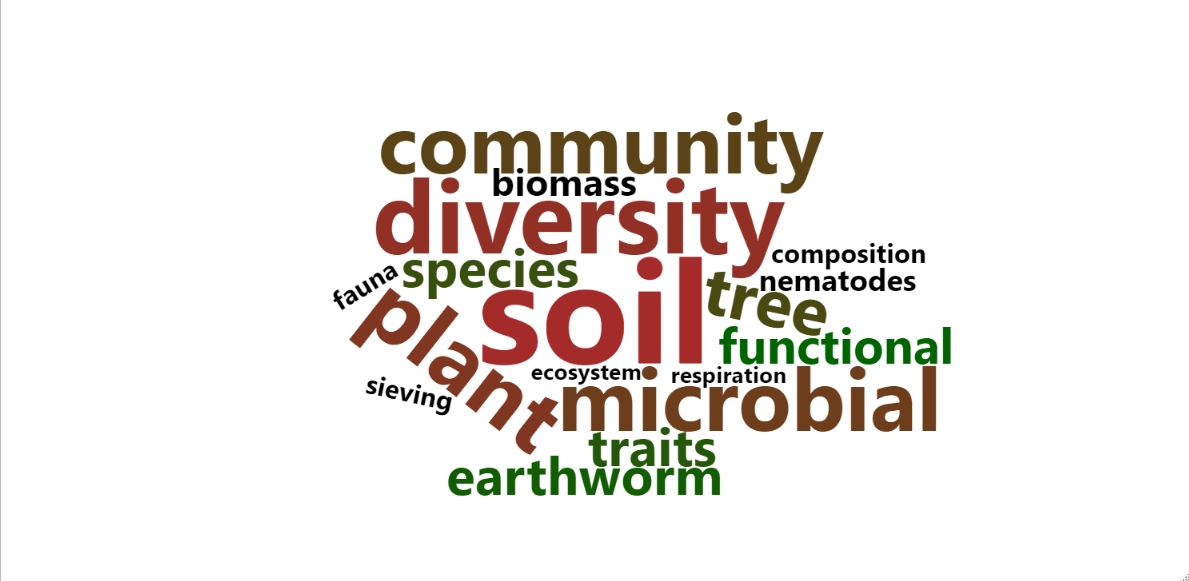 community
biomass
diversity
composition
species
fauna
nematodes
tree
soil
plant
functional
ecosystem
respiration
sieving
microbial
traits
earthworm